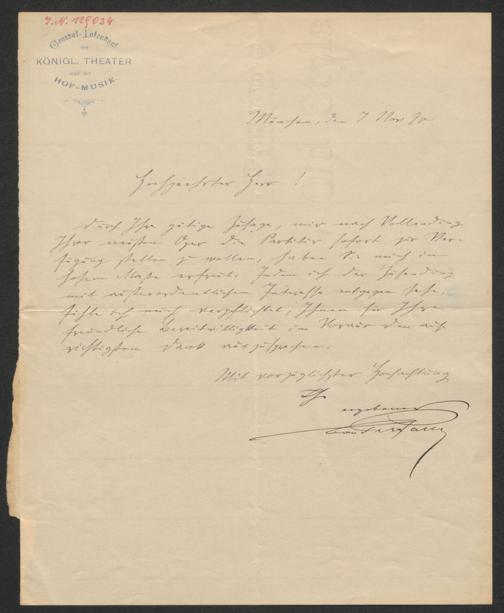 J.N. 129034
General-Intendant
der
KÖNIGL. THEATER
und der
HOF-MUSIK.
München, den 7 Nov 90
Hochgeehrter Herr !
Durch Ihre gütige Zusage, mir nach Vollendung
Ihrer neusten Oper die Partitur sofort zur Ver-
fügung stellen zu wollen, haben Sie mich in
hohem Maße erfreut. Indem ich der Zusendung
mit außerordentlichem Interesse entgegen sehe,
fühle ich mich verpflichtet, Ihnen für Ihre
freundliche Bereitwilligkeit im Voraus den auf-
richtigsten Dank auszusprechen.
Mit vorzüglichster Hochachtung
Ihr
ergebener